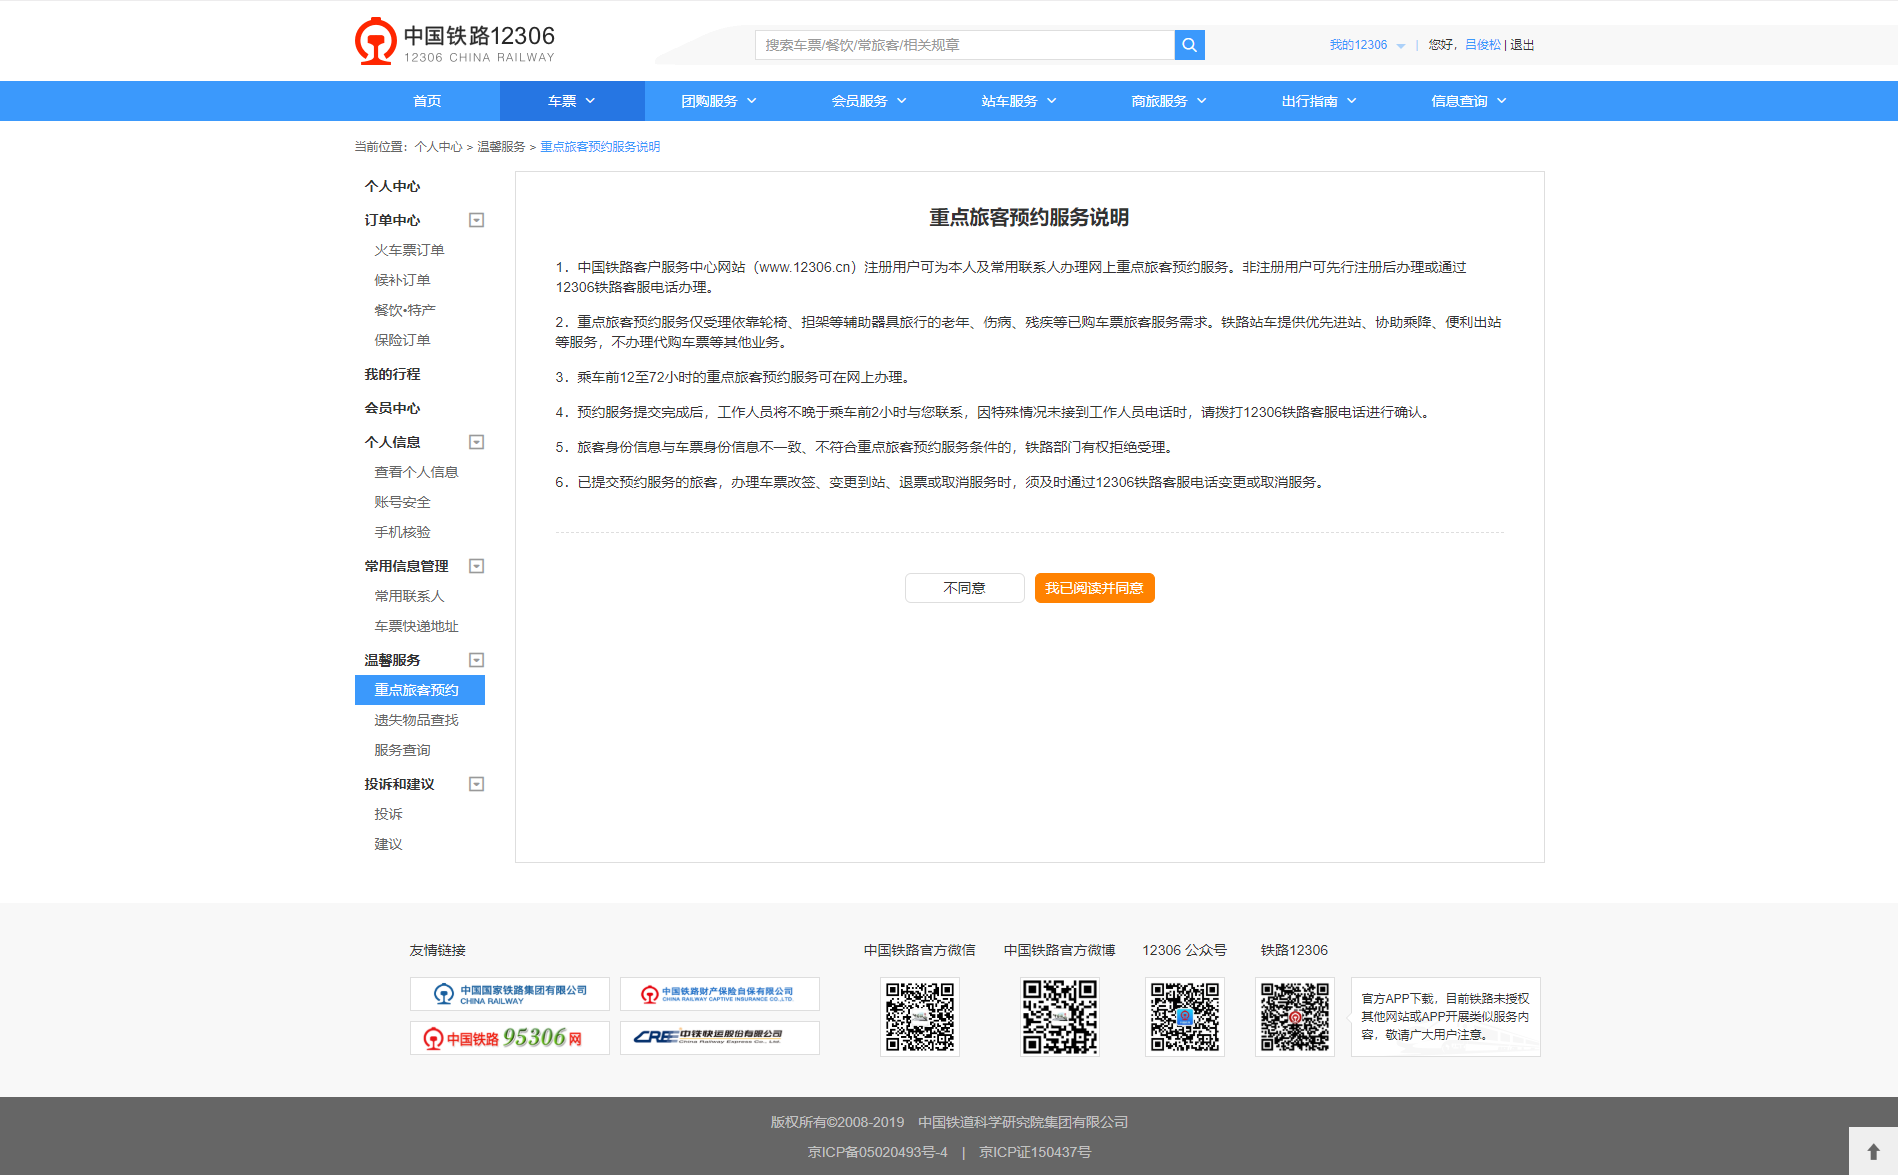 中国铁路12306
12306 CHINA RAILWAY
搜索车票/餐饮/常旅客/相关规章
我的12306 | 您好，吕俊松 | 退出
首页 车票 团购服务 会员服务 站车服务 商旅服务 出行指南 信息查询
当前位置：个人中心 > 温馨服务 > 重点旅客预约服务说明
个人中心
订单中心
火车票订单
候补订单
餐饮•特产
保险订单
我的行程
会员中心
个人信息
查看个人信息
账号安全
手机核验
常用信息管理
常用联系人
车票快递地址
温馨服务
重点旅客预约
遗失物品查找
服务查询
投诉和建议
投诉
建议
重点旅客预约服务说明
1．中国铁路客户服务中心网站（www.12306.cn）注册用户可为本人及常用联系人办理网上重点旅客预约服务。非注册用户可先行注册后办理或通过
12306铁路客服电话办理。
2．重点旅客预约服务仅受理依靠轮椅、担架等辅助器具旅行的老年、伤病、残疾等已购车票旅客服务需求。铁路站车提供优先进站、协助乘降、便利出站
等服务，不办理代购车票等其他业务。
3．乘车前12至72小时的重点旅客预约服务可在网上办理。
4．预约服务提交完成后，工作人员将不晚于乘车前2小时与您联系，因特殊情况未接到工作人员电话时，请拨打12306铁路客服电话进行确认。
5．旅客身份信息与车票身份信息不一致、不符合重点旅客预约服务条件的，铁路部门有权拒绝受理。
6．已提交预约服务的旅客，办理车票改签、变更到站、退票或取消服务时，须及时通过12306铁路客服电话变更或取消服务。
不同意 我已阅读并同意
友情链接
中国国家铁路集团有限公司
CHINA RAILWAY
中国铁路财产保险自保有限公司
CHINA RAILWAY CAPTIVE INSURANCE CO.,LTD.
中国铁路 95306 网
CRE 中铁快运股份有限公司
China Railway Express Co., Ltd.
中国铁路官方微信 中国铁路官方微博 12306 公众号 铁路12306
官方APP下载，目前铁路未授权
其他网站或APP开展类似服务内
容，敬请广大用户注意。
版权所有©2008-2019 中国铁道科学研究院集团有限公司
京ICP备05020493号-4 | 京ICP证150437号